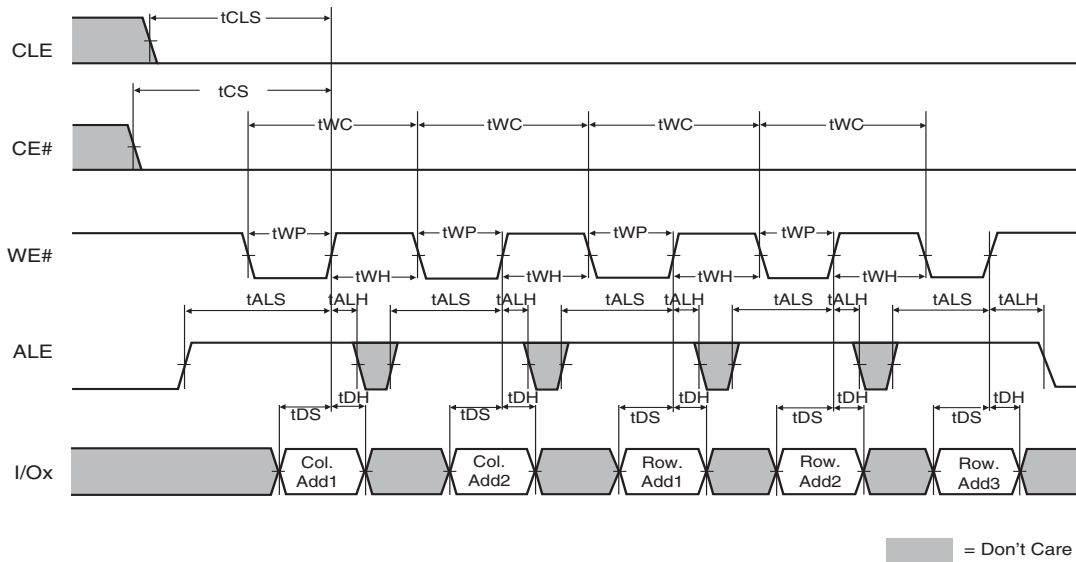 tCLS
CLE
tCS
tWC tWC tWC tWC
CE#
tWP tWP tWP tWP
WE#
tWH tWH tWH tWH
tALS tALH tALS tALH tALS tALH tALS tALH tALS tALH
ALE
tDH tDH tDH tDH tDH
tDS tDS tDS tDS tDS
I/Ox
Col. Col. Row. Row. Row.
Add1 Add2 Add1 Add2 Add3
= Don't Care